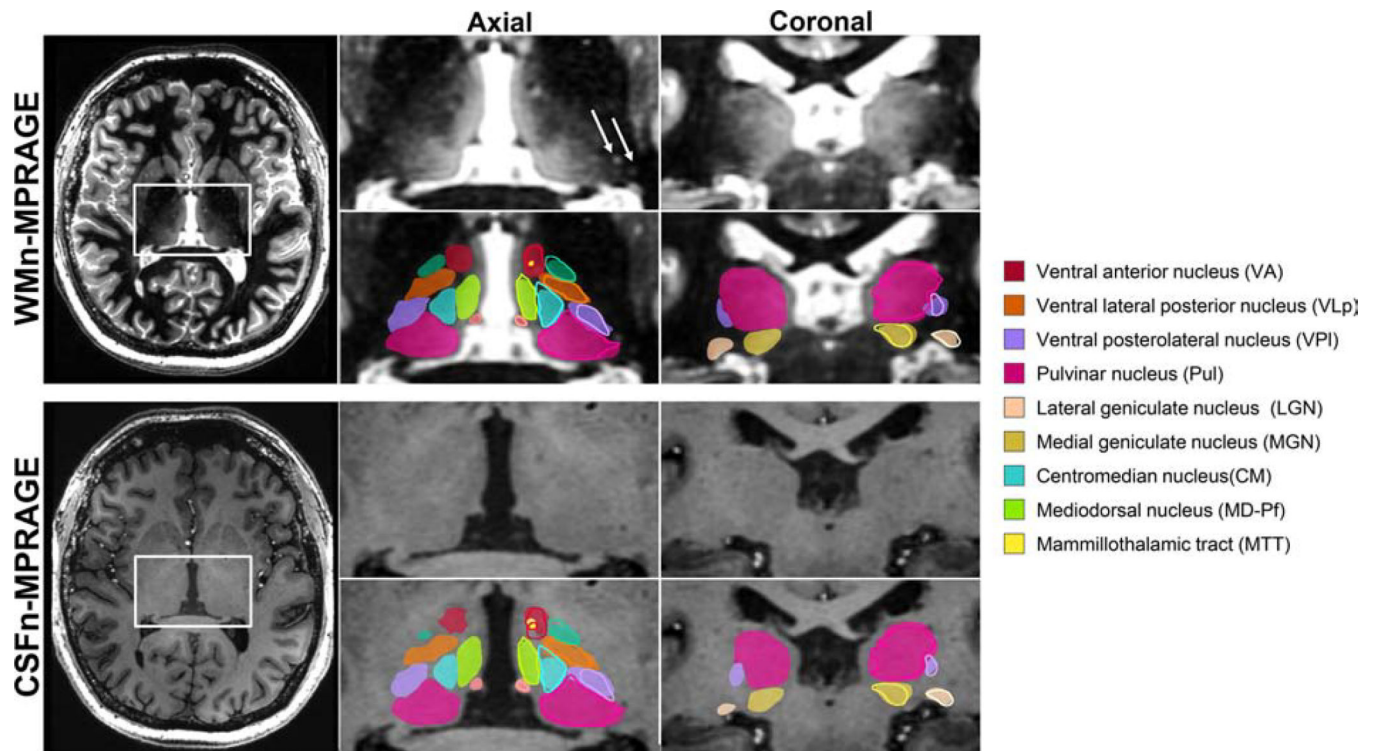 Axial
Coronal
WMn-MPRAGE
CSFn-MPRAGE
Ventral anterior nucleus (VA)
Ventral lateral posterior nucleus (VLp)
Ventral posterolateral nucleus (VPl)
Pulvinar nucleus (Pul)
Lateral geniculate nucleus (LGN)
Medial geniculate nucleus (MGN)
Centromedian nucleus(CM)
Mediodorsal nucleus (MD-Pf)
Mammillothalamic tract (MTT)